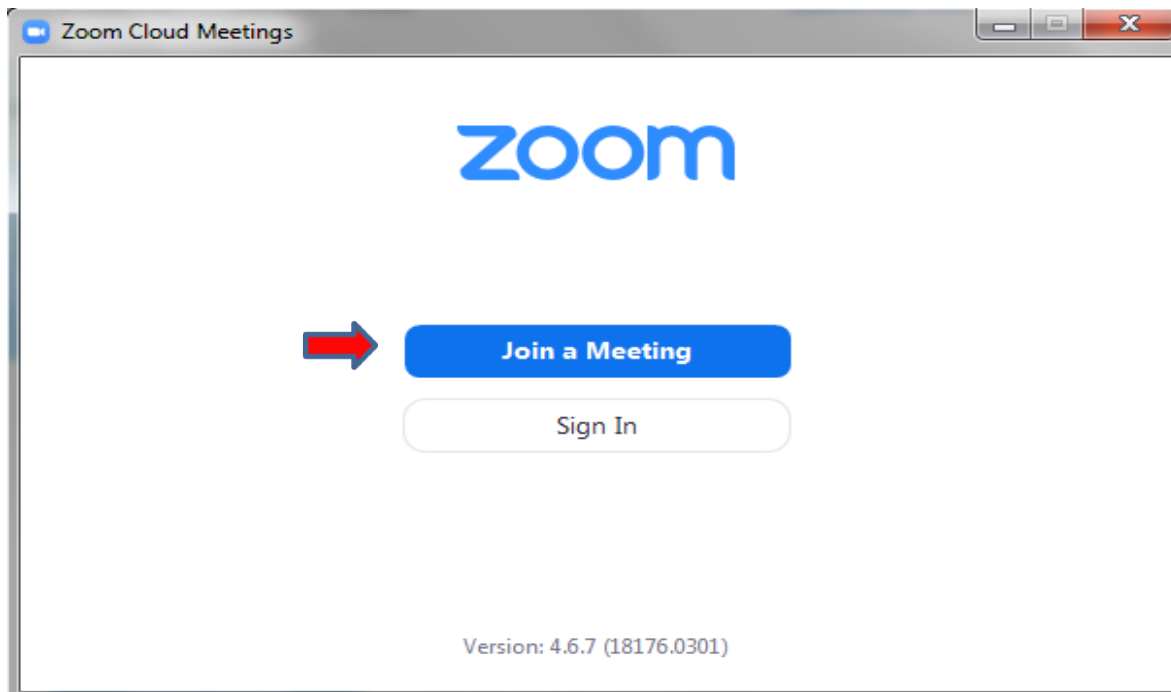 Zoom Cloud Meetings
zoom
Join a Meeting
Sign In
Version: 4.6.7 (18176.0301)